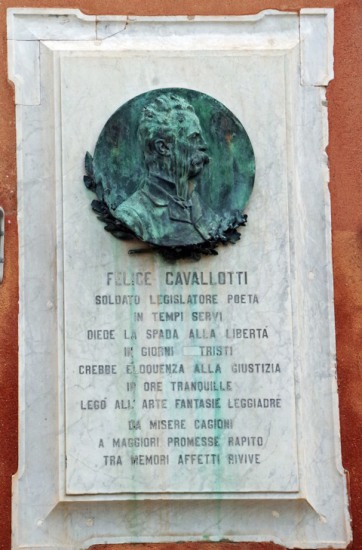 FELICE CAVALLOTTI
SOLDATO LEGISLATORE POETA
IN TEMPI SERVI
DIEDE LA SPADA ALLA LIBERTÀ
IN GIORNI TRISTI
CREBBE ELOQUENZA ALLA GIUSTIZIA
IN ORE TRANQUILLE
LEGÒ ALL'ARTE FANTASIE LEGGIADRE
DA MISERE CAGIONI
A MAGGIORI PROMESSE RAPITO
TRA MEMORI AFFETTI RIVIVE